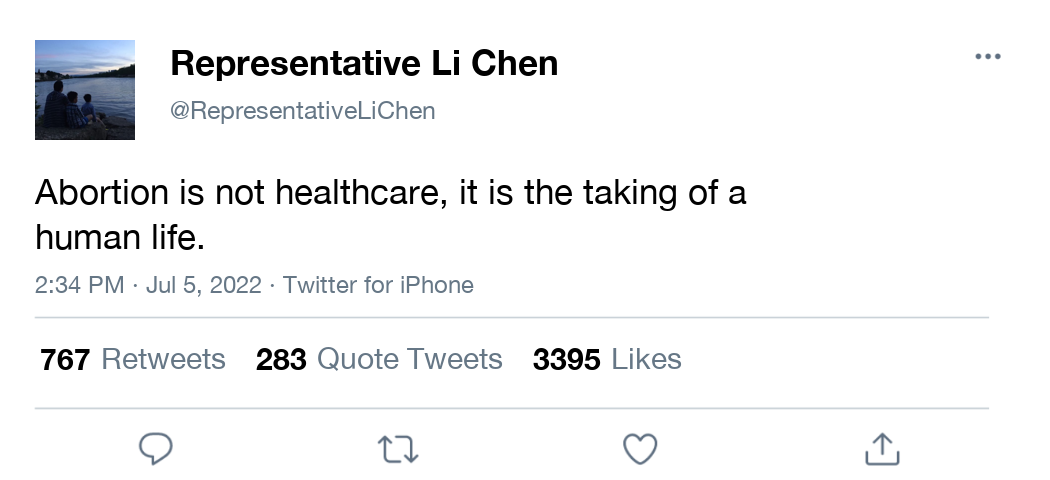 Representative Li Chen
@RepresentativeLiChen
Abortion is not healthcare, it is the taking of a
human life.
2:34 PM · Jul 5, 2022 · Twitter for iPhone
767 Retweets 283 Quote Tweets 3395 Likes